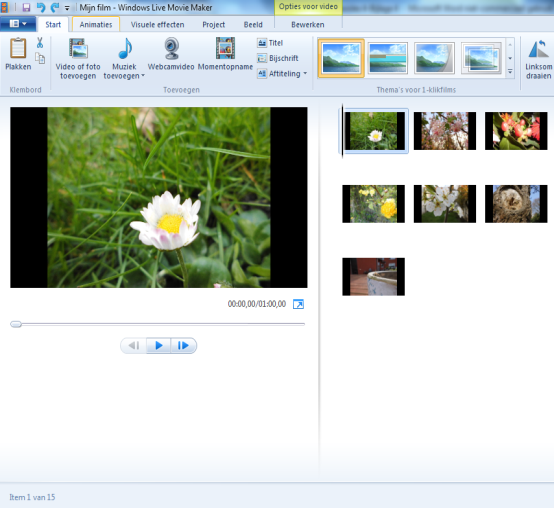 Mijn film - Windows Live Movie Maker
Opties voor video
Start Animaties Visuele effecten Project Beeld Bewerken
Plakken
Video of foto toevoegen
Muziek toevoegen
Webcamvideo
Momentopname
Titel
Bijschrift
Aftiteling
Linksom draaien
Klembord
Toevoegen
Thema's voor 1-klikfilms
00:00,00/01:00,00
Item 1 van 15